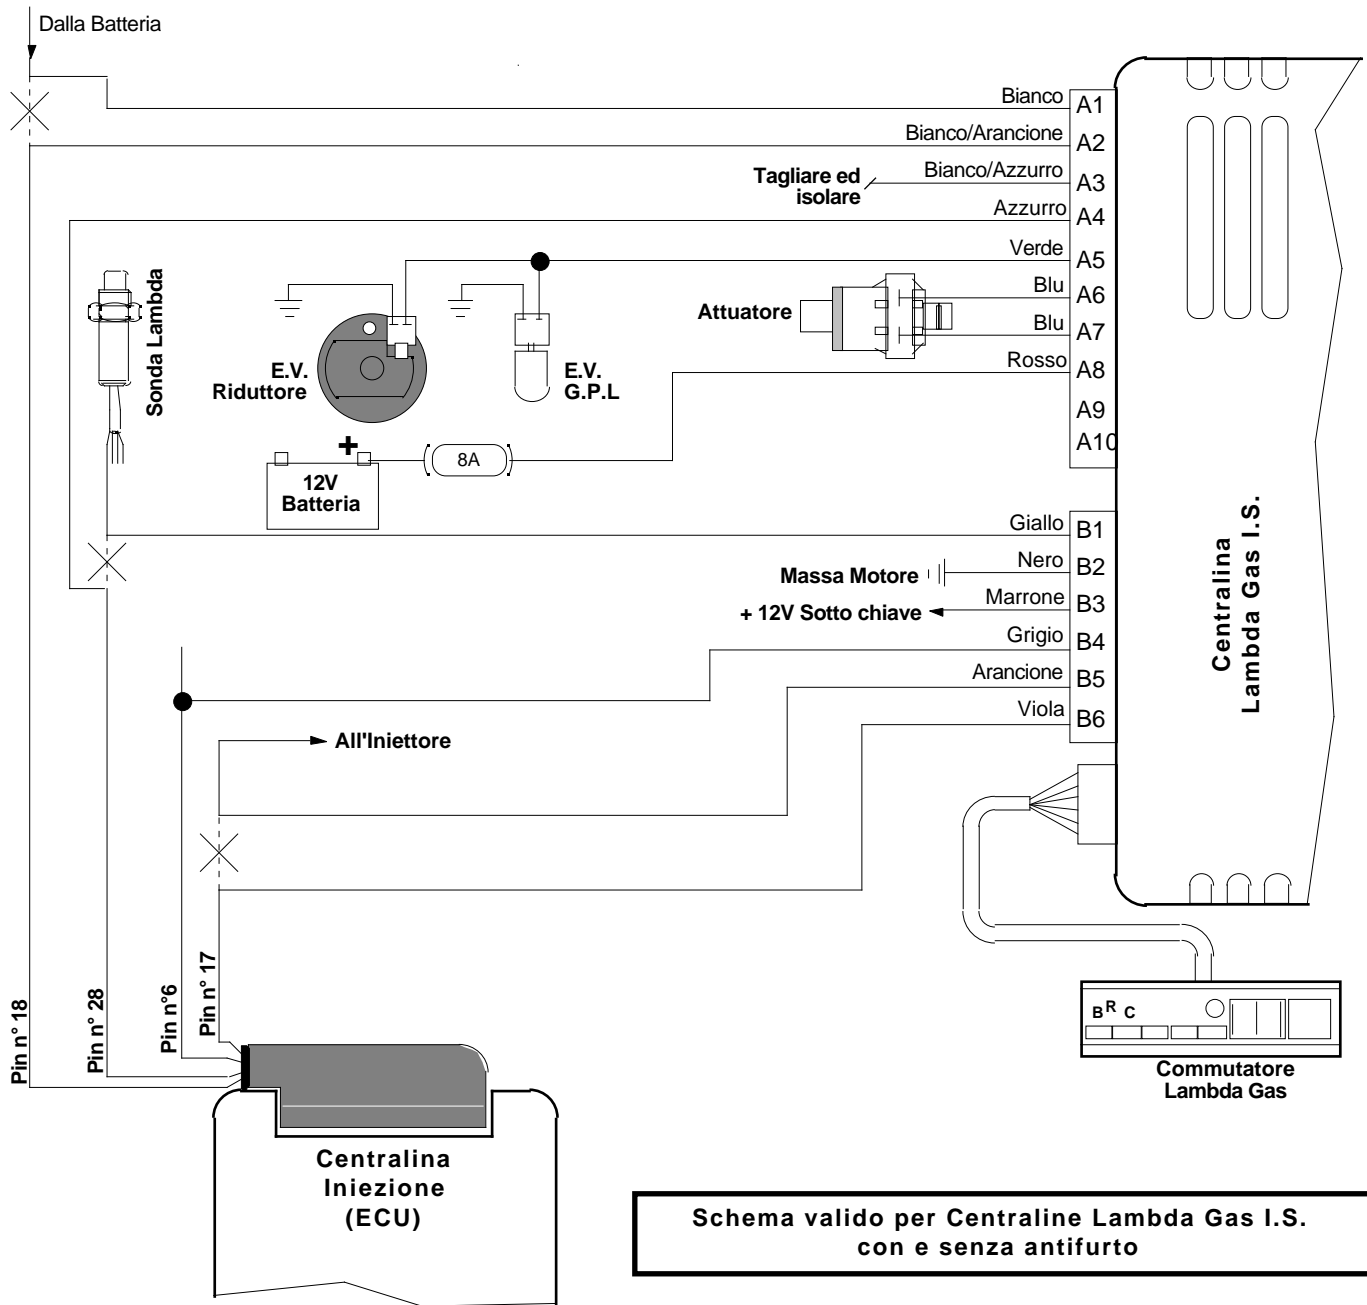 Dalla Batteria
Bianco
A1
Bianco/Arancione
A2
Bianco/Azzurro
A3
Tagliare ed
isolare
Azzurro
A4
Verde
A5
Blu
A6
Attuatore
Blu
A7
Rosso
A8
A9
A10
Sonda Lambda
E.V.
Riduttore
E.V.
G.P.L
+
12V
Batteria
8A
Giallo
B1
Nero
B2
Massa Motore
Marrone
B3
+ 12V Sotto chiave
Grigio
B4
Arancione
B5
Viola
B6
All'Iniettore
Centralina
Lambda Gas I.S.
Pin n° 18
Pin n° 28
Pin n°6
Pin n° 17
B R C
Commutatore
Lambda Gas
Centralina
Iniezione
(ECU)
Schema valido per Centraline Lambda Gas I.S.
con e senza antifurto